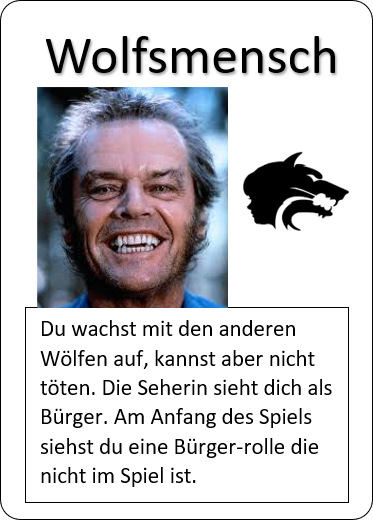 Wolfsmensch
Du wachst mit den anderen
Wölfen auf, kannst aber nicht
töten. Die Seherin sieht dich als
Bürger. Am Anfang des Spiels
siehst du eine Bürger-rolle die
nicht im Spiel ist.